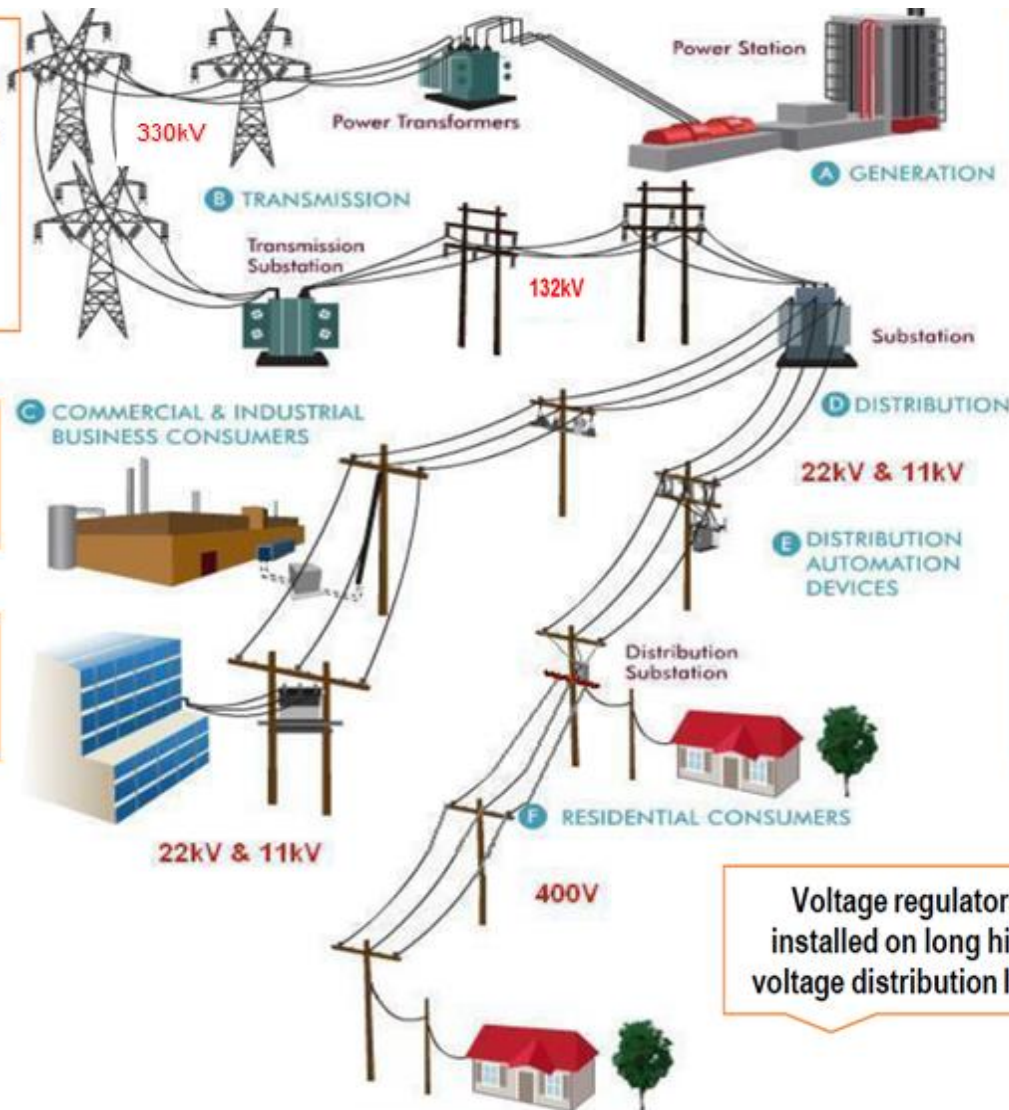 Power Station
Power Transformers
330kV
A GENERATION
B TRANSMISSION
Transmission
Substation
132kV
Substation
C COMMERCIAL & INDUSTRIAL
BUSINESS CONSUMERS
D DISTRIBUTION
22kV & 11kV
E DISTRIBUTION
AUTOMATION
DEVICES
Distribution
Substation
F RESIDENTIAL CONSUMERS
22kV & 11kV
400V
Voltage regulator
installed on long hi
voltage distribution l